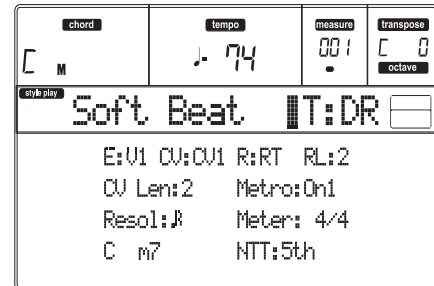 chord tempo measure transpose
C M ♩- 74 001 C 0
octave
style play
Soft Beat T:DR
E:V1 CV:CV1 R:RT RL:2
CV Len:2 Metro:On1
Resol:♪ Meter: 4/4
C m7 NTT:5th